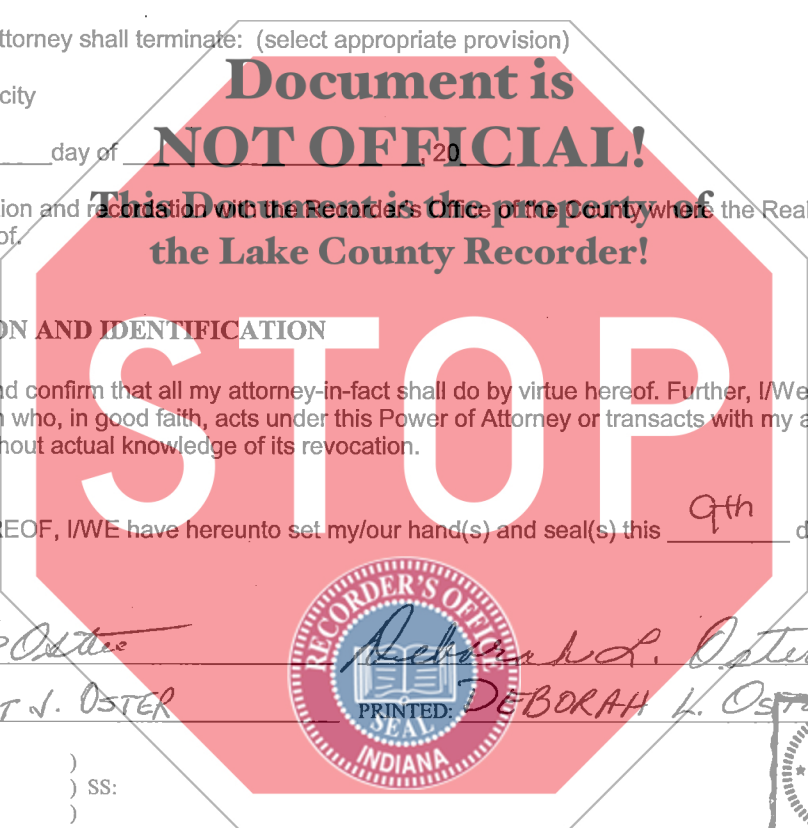 ttorney shall terminate: (select appropriate provision)
Document is
city
NOT OFFICIAL!
____day of ____________________, 20
This Document is the property of
ion and recordation with the Recorder's Office of the County where the Real
of.
the Lake County Recorder!
ON AND IDENTIFICATION
STOP
nd confirm that all my attorney-in-fact shall do by virtue hereof. Further, I/We
n who, in good faith, acts under this Power of Attorney or transacts with my a
hout actual knowledge of its revocation.
REOF, I/WE have hereunto set my/our hand(s) and seal(s) this 9th d
RECORDER'S OFFICE
Deborah L. Oster
T J. OSTER
PRINTED: DEBORAH L. OSTE
SEAL
INDIANA
)
) SS:
)